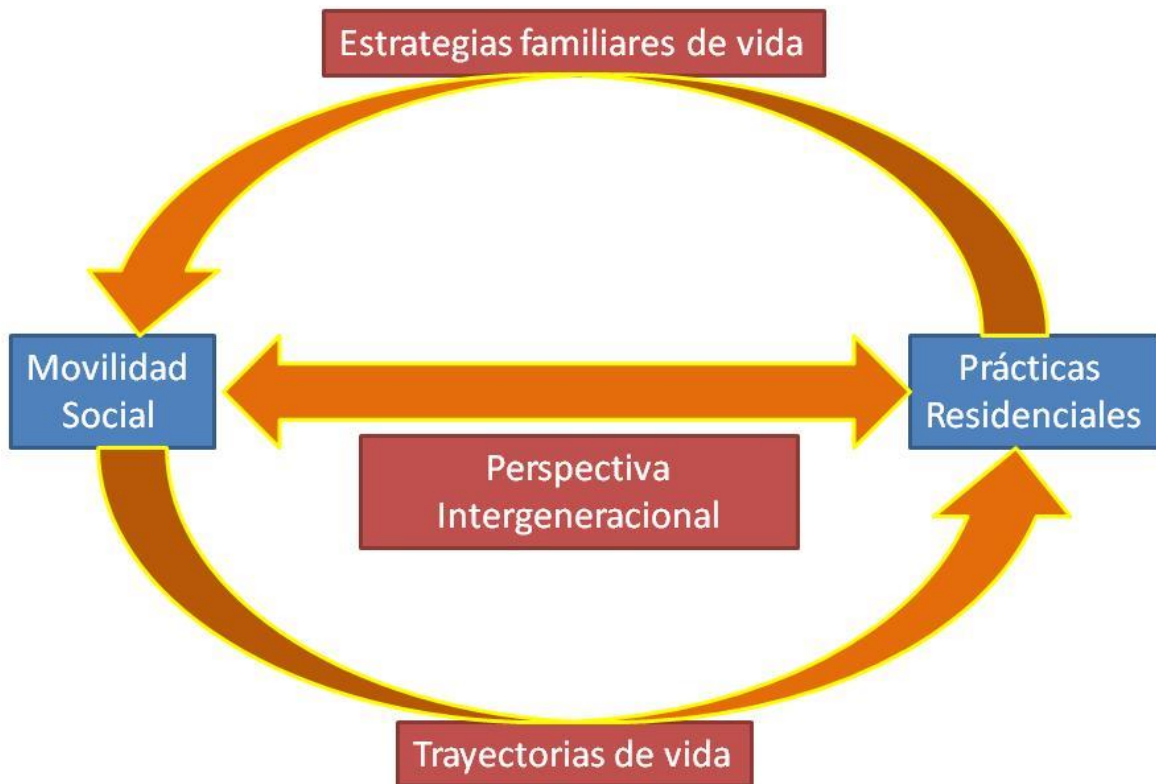 Estrategias familiares de vida
Movilidad
Social
Prácticas
Residenciales
Perspectiva
Intergeneracional
Trayectorias de vida